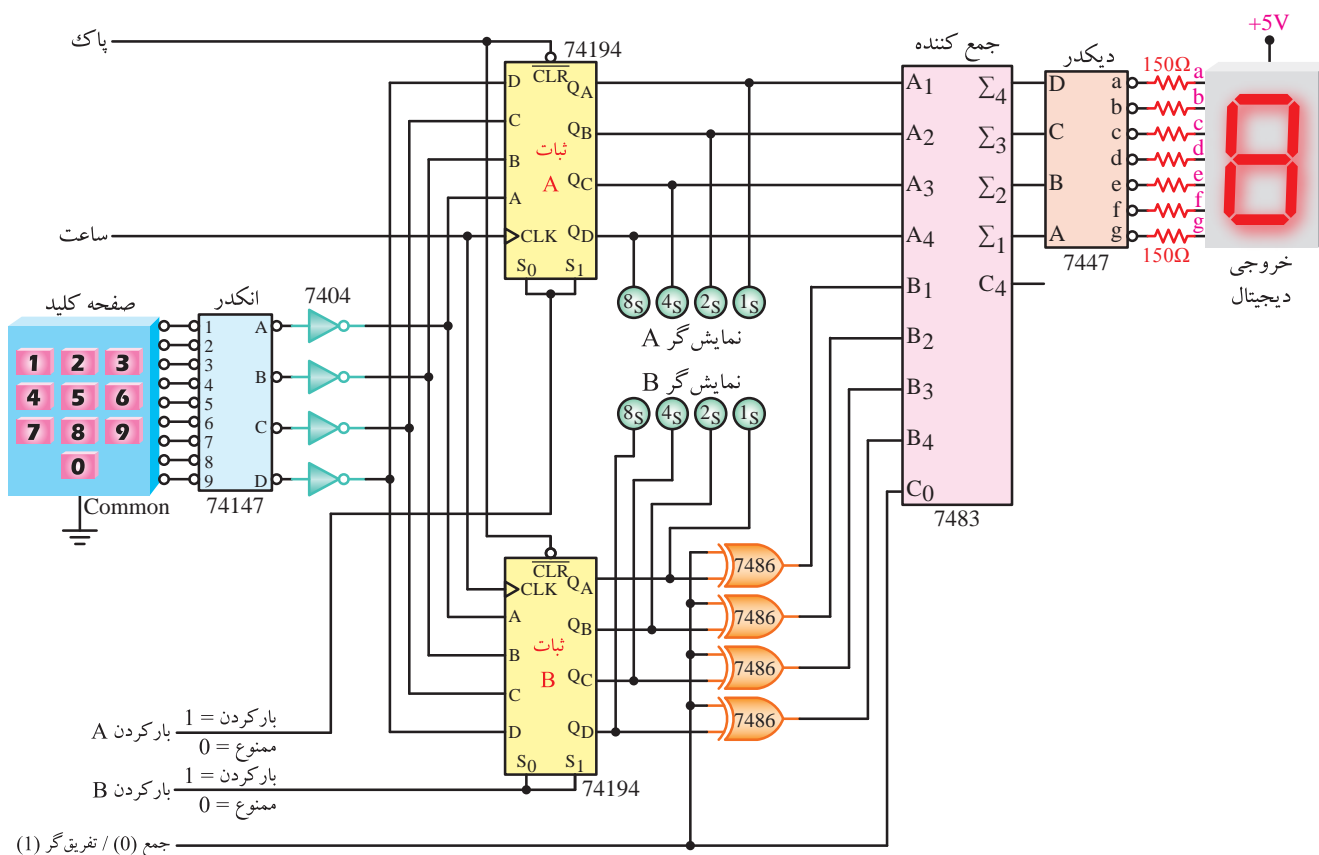 پاک
ساعت
صفحه کلید
1 2 3
4 5 6
7 8 9
0
Common
انکدر
1
2
3
4
5
6
7
8
9
A
B
C
D
74147
7404
74194
CLR
D
C
B
A
CLK
S0 S1
QA
QB
QC
QD
ثبات
A
8s 4s 2s 1s
نمایش‌گر A
نمایش‌گر B
8s 4s 2s 1s
CLR
CLK
A
B
C
D
S0 S1
QA
QB
QC
QD
ثبات
B
74194
7486
7486
7486
7486
جمع کننده
A1
A2
A3
A4
B1
B2
B3
B4
C0
Σ4
Σ3
Σ2
Σ1
C4
7483
دیکدر
D
C
B
A
a
b
c
d
e
f
g
7447
150Ω
a
b
c
d
e
f
g
150Ω
+5V
8
خروجی
دیجیتال
بارکردن A
بارکردن = 1
ممنوع = 0
بارکردن B
بارکردن = 1
ممنوع = 0
جمع (0) / تفریق‌گر (1)